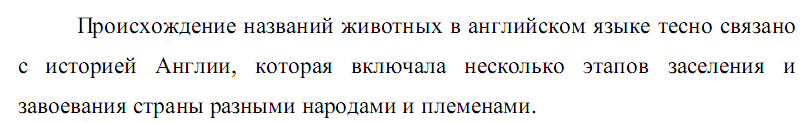 Происхождение названий животных в английском языке тесно связано
с историей Англии, которая включала несколько этапов заселения и
завоевания страны разными народами и племенами.